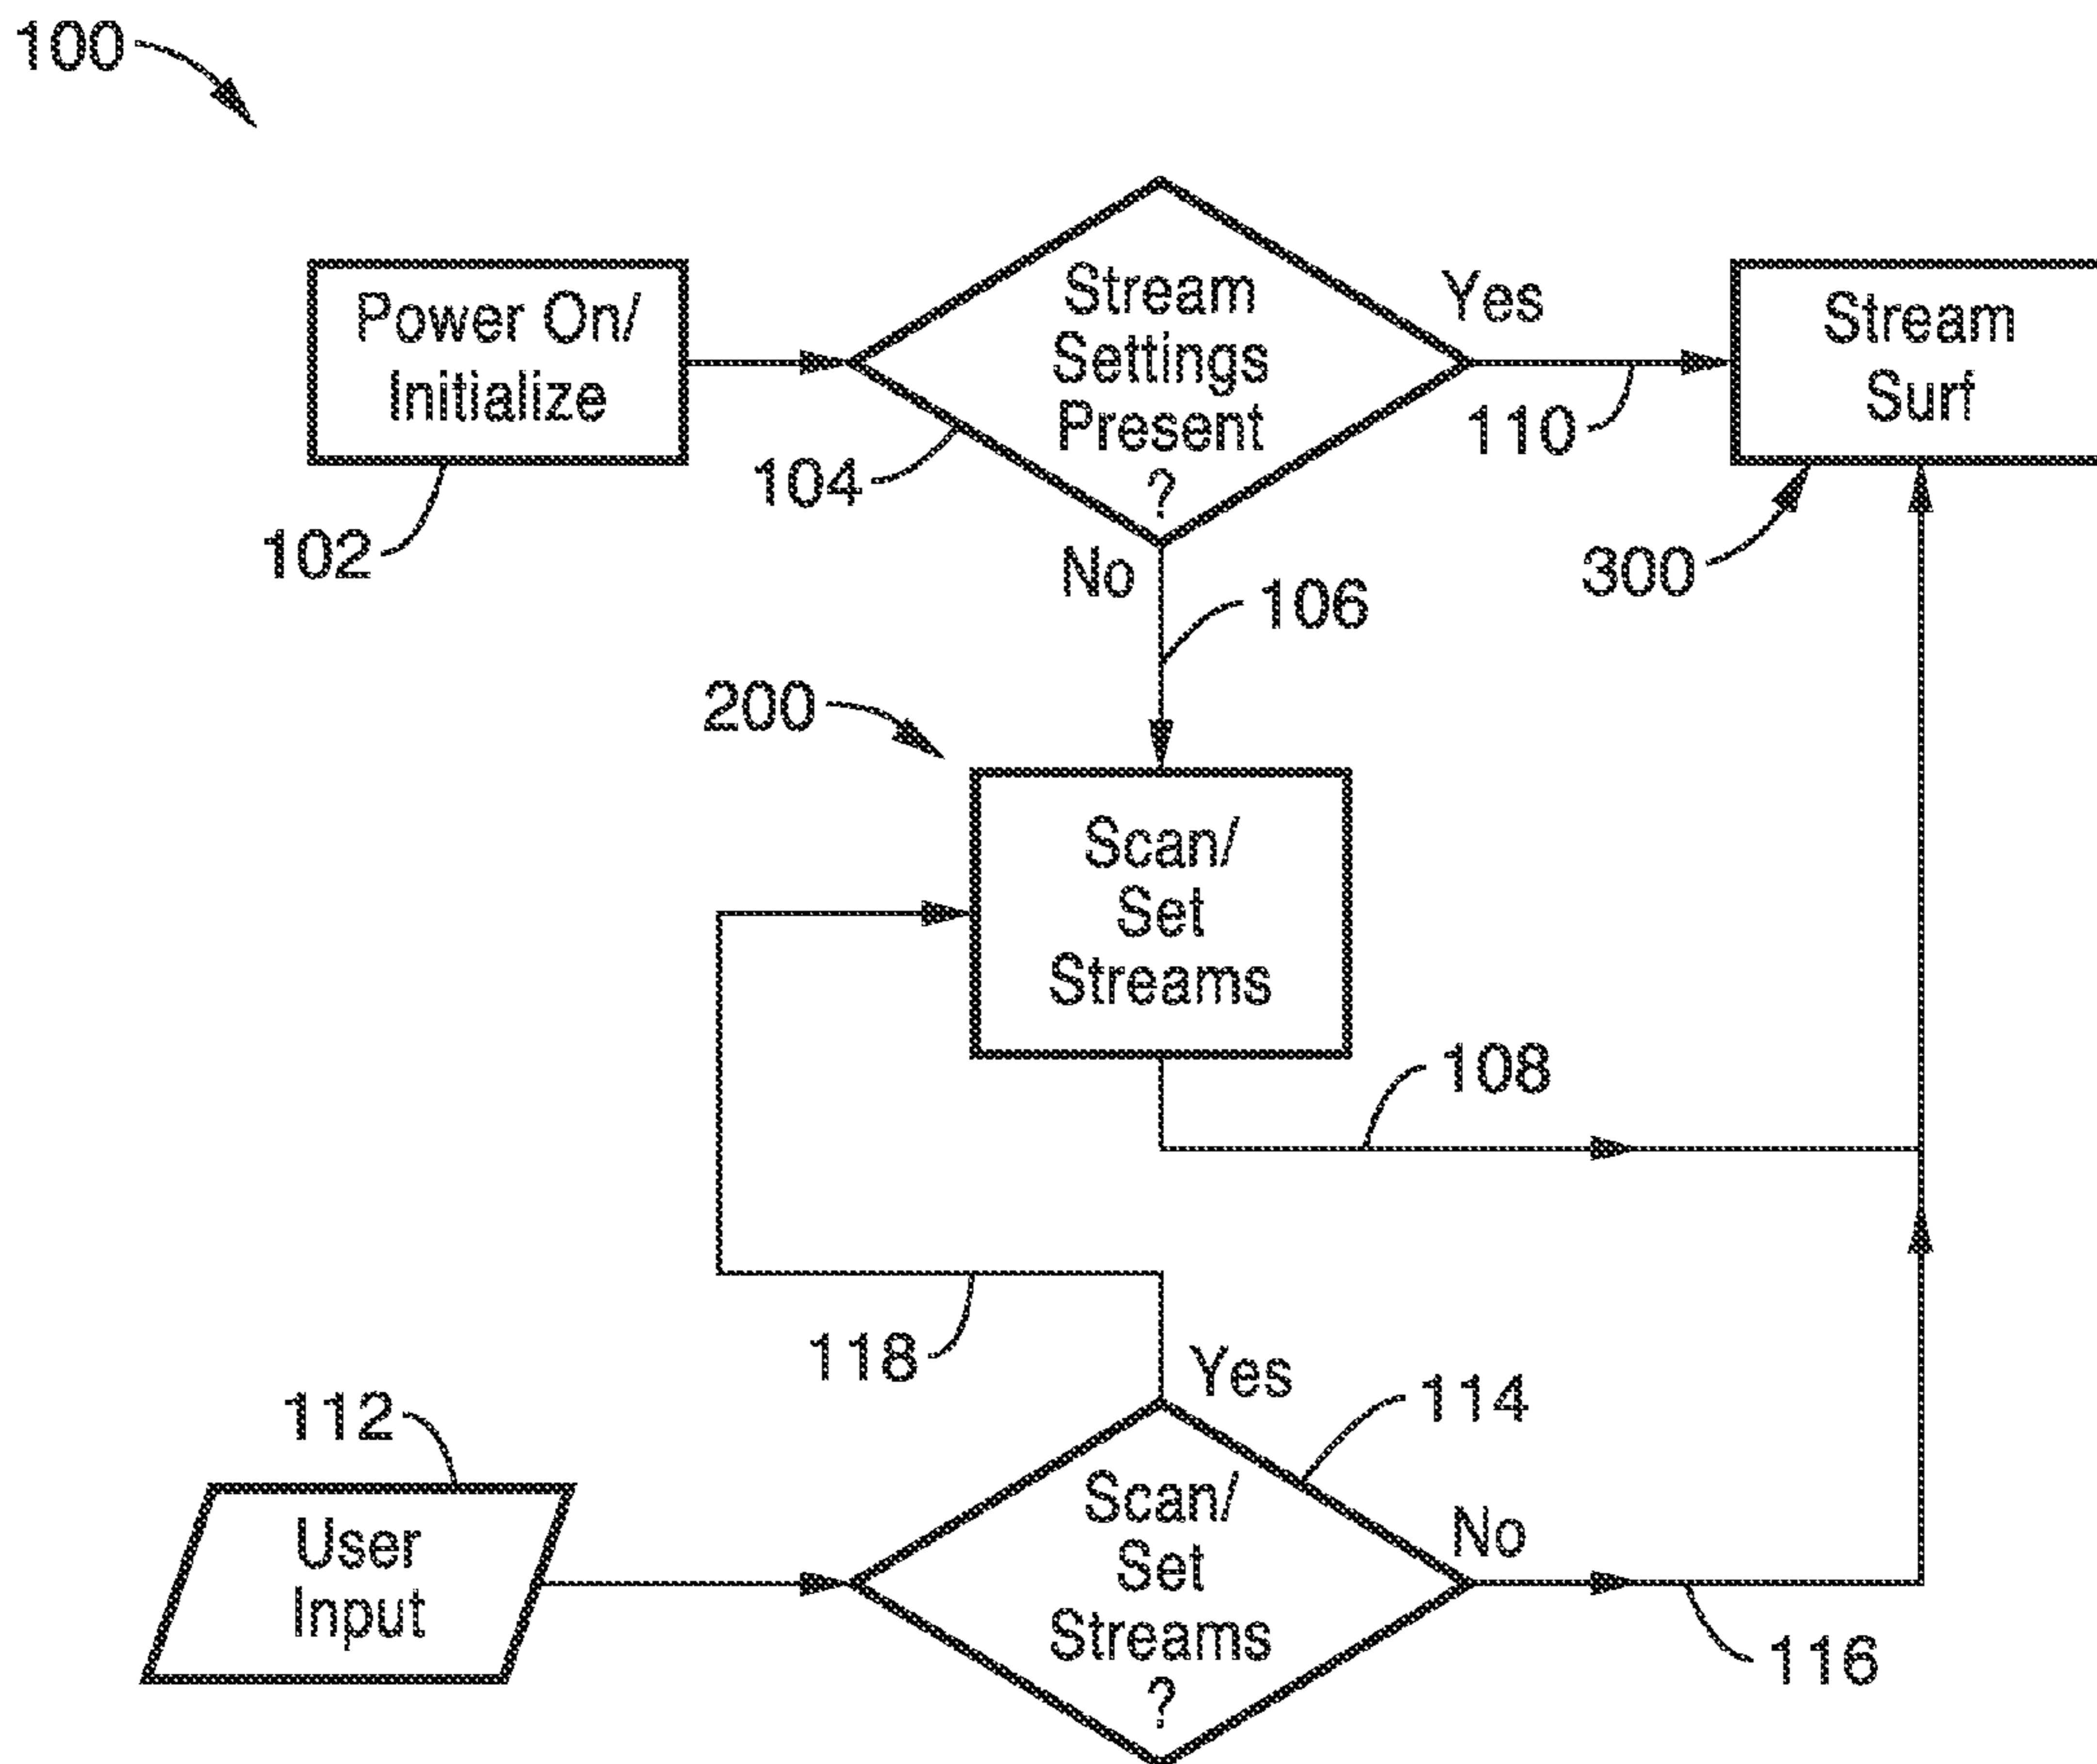 100
Power On/
Initialize
102
Stream
Settings
Present
?
104
Yes
110
Stream
Surf
300
No
106
200
Scan/
Set
Streams
108
118
Yes
114
112
User
Input
Scan/
Set
Streams
?
No
116